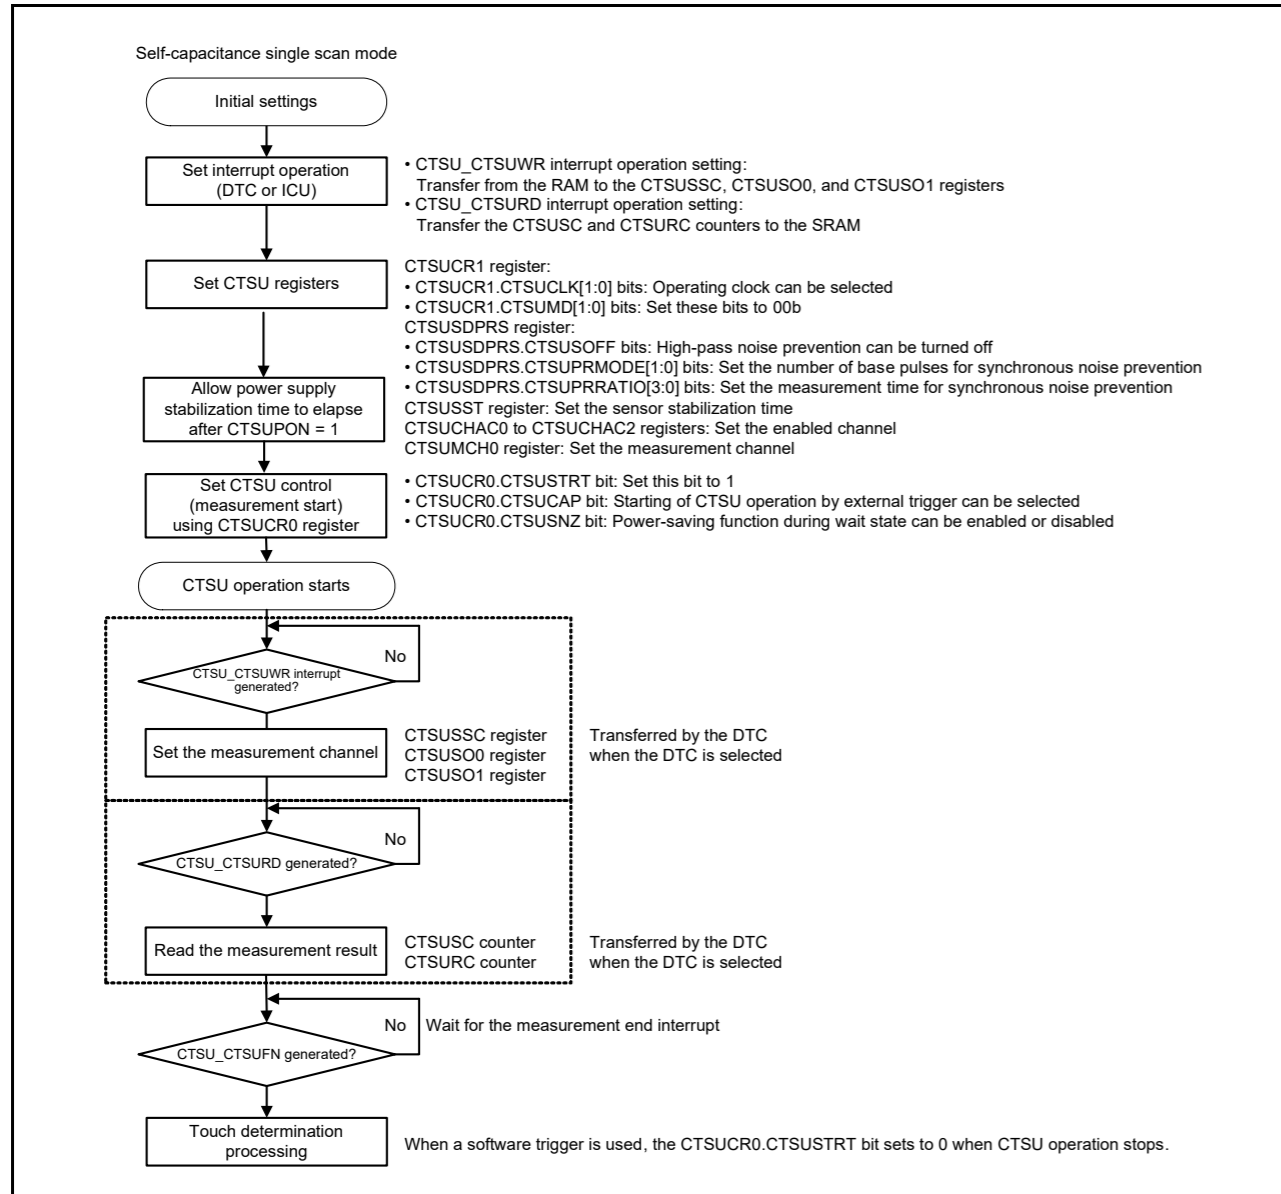 Self-capacitance single scan mode
Initial settings
Set interrupt operation
(DTC or ICU)
• CTSU_CTSUWR interrupt operation setting:
Transfer from the RAM to the CTSUSSC, CTSUSO0, and CTSUSO1 registers
• CTSU_CTSURD interrupt operation setting:
Transfer the CTSUSC and CTSURC counters to the SRAM
Set CTSU registers
CTSUCR1 register:
• CTSUCR1.CTSUCLK[1:0] bits: Operating clock can be selected
• CTSUCR1.CTSUMD[1:0] bits: Set these bits to 00b
CTSUSDPRS register:
• CTSUSDPRS.CTSUSOFF bits: High-pass noise prevention can be turned off
• CTSUSDPRS.CTSUPRMODE[1:0] bits: Set the number of base pulses for synchronous noise prevention
• CTSUSDPRS.CTSUPRRATIO[3:0] bits: Set the measurement time for synchronous noise prevention
CTSUSST register: Set the sensor stabilization time
CTSUCHAC0 to CTSUCHAC2 registers: Set the enabled channel
CTSUMCH0 register: Set the measurement channel
Allow power supply
stabilization time to elapse
after CTSUPON = 1
Set CTSU control
(measurement start)
using CTSUCR0 register
• CTSUCR0.CTSUSTRT bit: Set this bit to 1
• CTSUCR0.CTSUCAP bit: Starting of CTSU operation by external trigger can be selected
• CTSUCR0.CTSUSNZ bit: Power-saving function during wait state can be enabled or disabled
CTSU operation starts
No
CTSU_CTSUWR interrupt
generated?
Set the measurement channel
CTSUSSC register
CTSUSO0 register
CTSUSO1 register
Transferred by the DTC
when the DTC is selected
No
CTSU_CTSURD generated?
Read the measurement result
CTSUSC counter
CTSURC counter
Transferred by the DTC
when the DTC is selected
No
Wait for the measurement end interrupt
CTSU_CTSUFN generated?
Touch determination
processing
When a software trigger is used, the CTSUCR0.CTSUSTRT bit sets to 0 when CTSU operation stops.